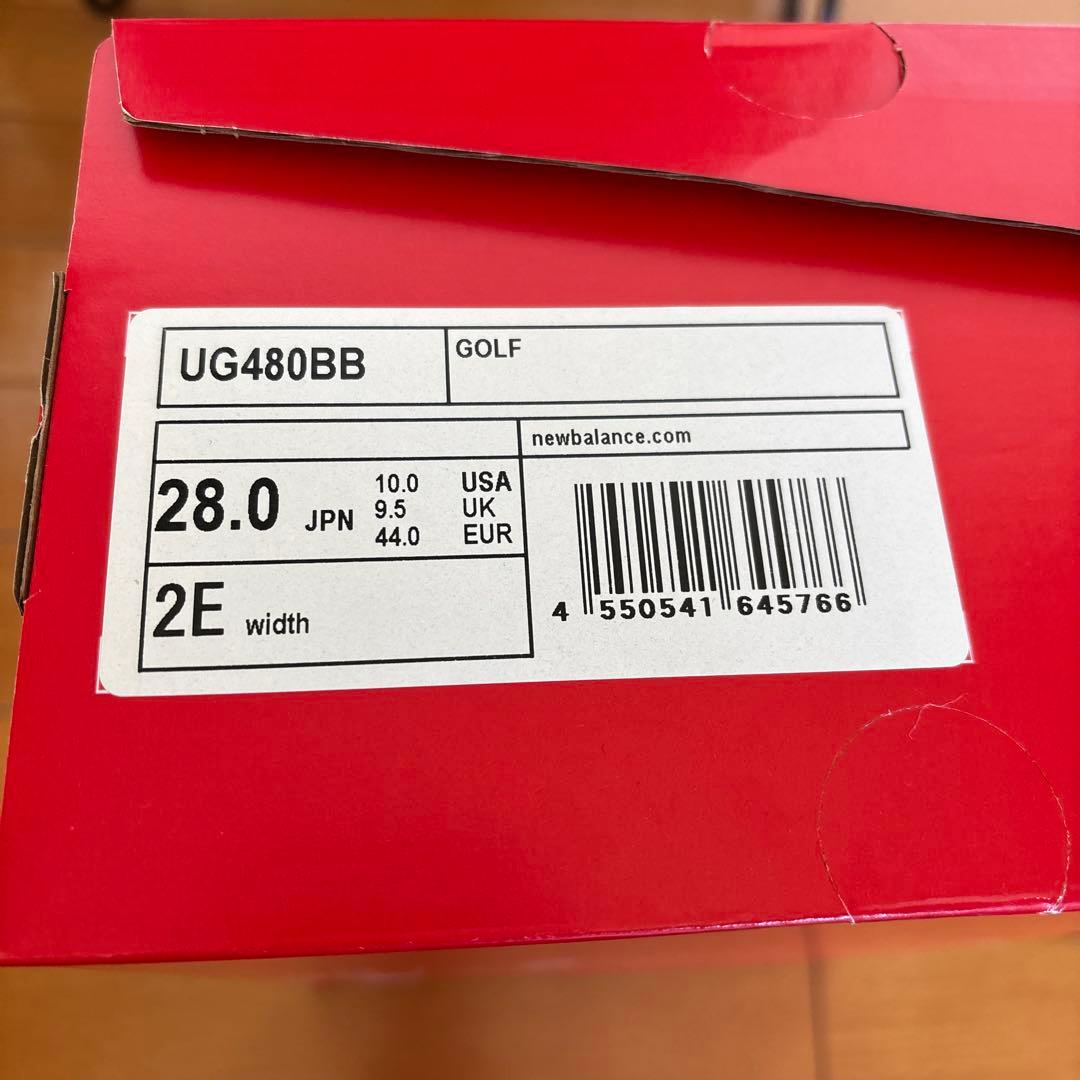 UG480BB
GOLF
newbalance.com
28.0 JPN
10.0 USA
9.5 UK
44.0 EUR
2E width
4 550541 645766